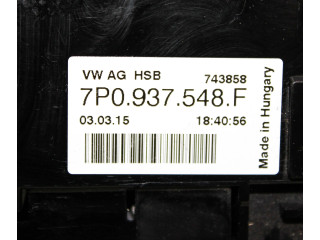 VW AG HSB 743858
7P0.937.548.F
03.03.15 18:40:56
Made in Hungary